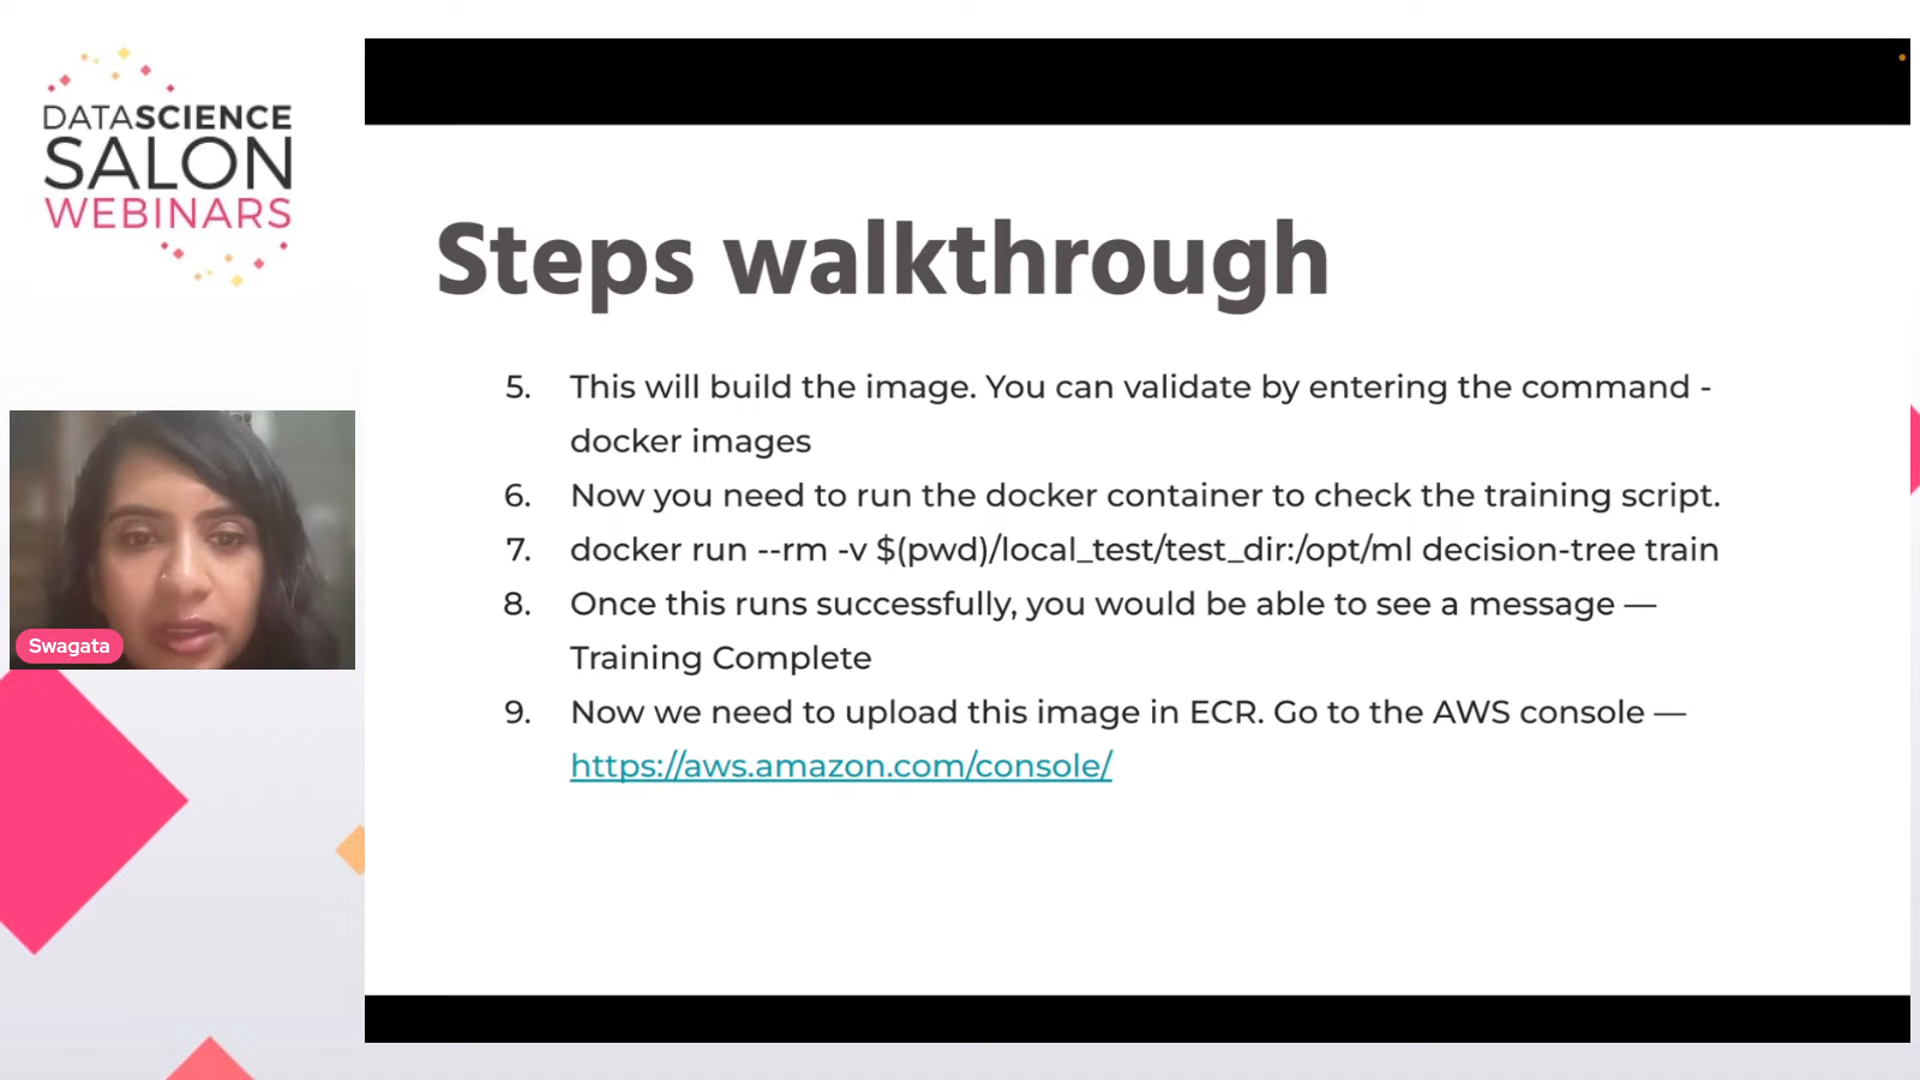 DATASCIENCE
SALON
WEBINARS
Swagata
Steps walkthrough
5. This will build the image. You can validate by entering the command -
docker images
6. Now you need to run the docker container to check the training script.
7. docker run --rm -v $(pwd)/local_test/test_dir:/opt/ml decision-tree train
8. Once this runs successfully, you would be able to see a message —
Training Complete
9. Now we need to upload this image in ECR. Go to the AWS console —
https://aws.amazon.com/console/